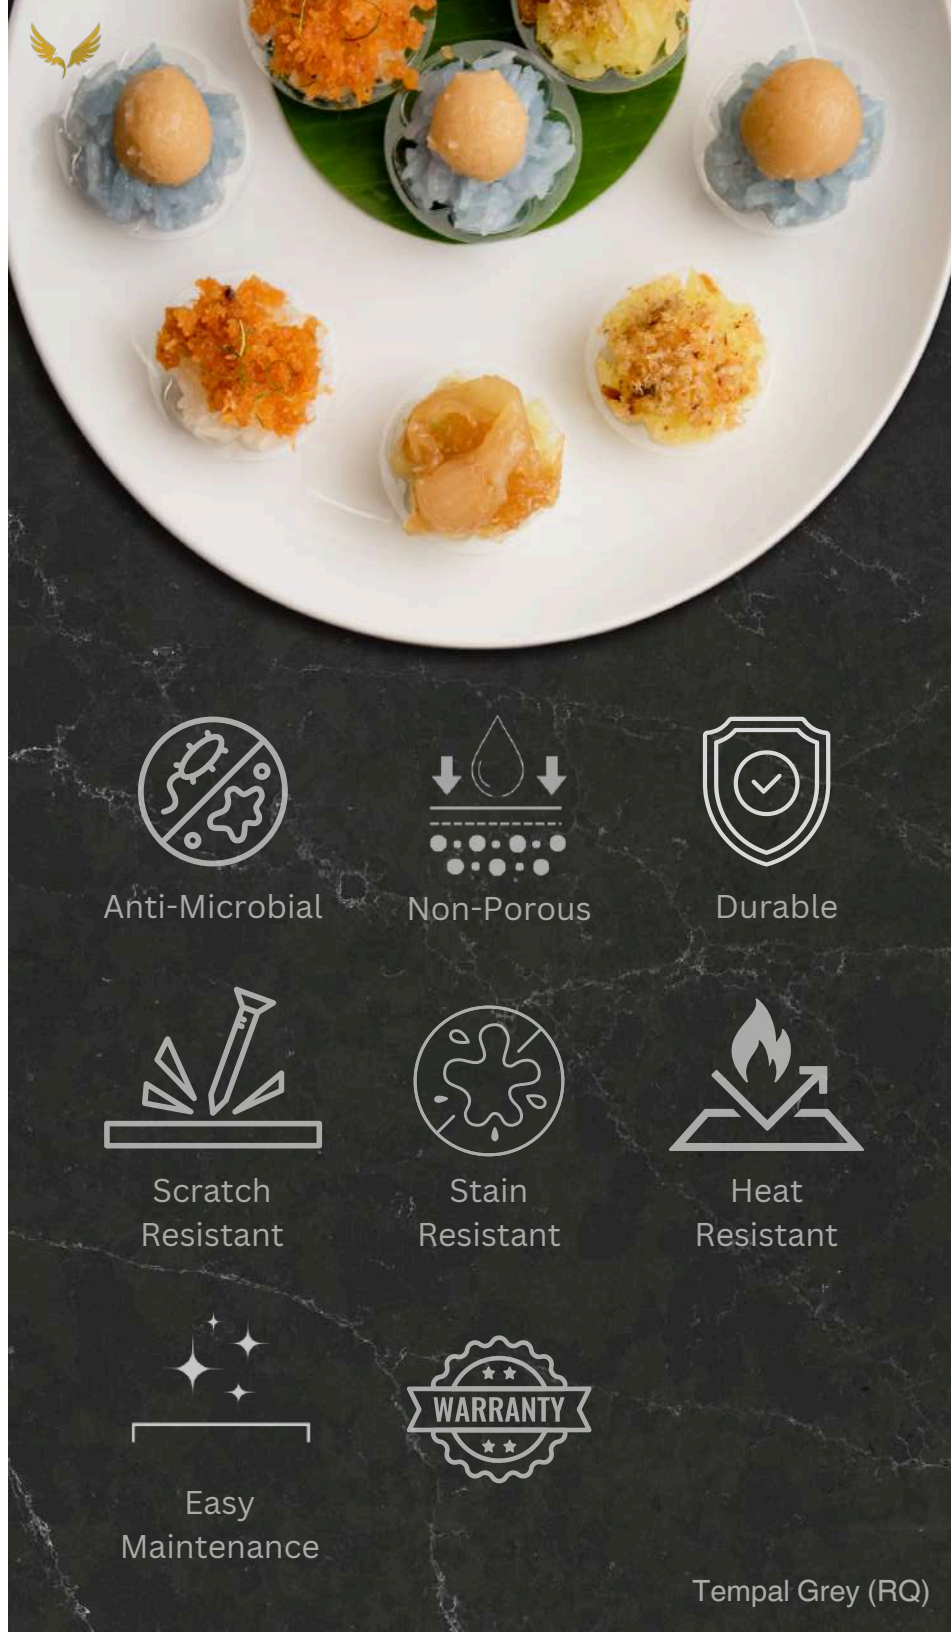 Anti-Microbial
Non-Porous
Durable
Scratch
Resistant
Stain
Resistant
Heat
Resistant
WARRANTY
Easy
Maintenance
Tempal Grey (RQ)